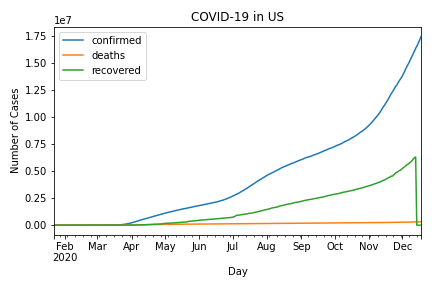 COVID-19 in US
1e7
confirmed
deaths
recovered
Number of Cases
1.75
1.50
1.25
1.00
0.75
0.50
0.25
0.00
Feb Mar Apr May Jun Jul Aug Sep Oct Nov Dec
2020
Day